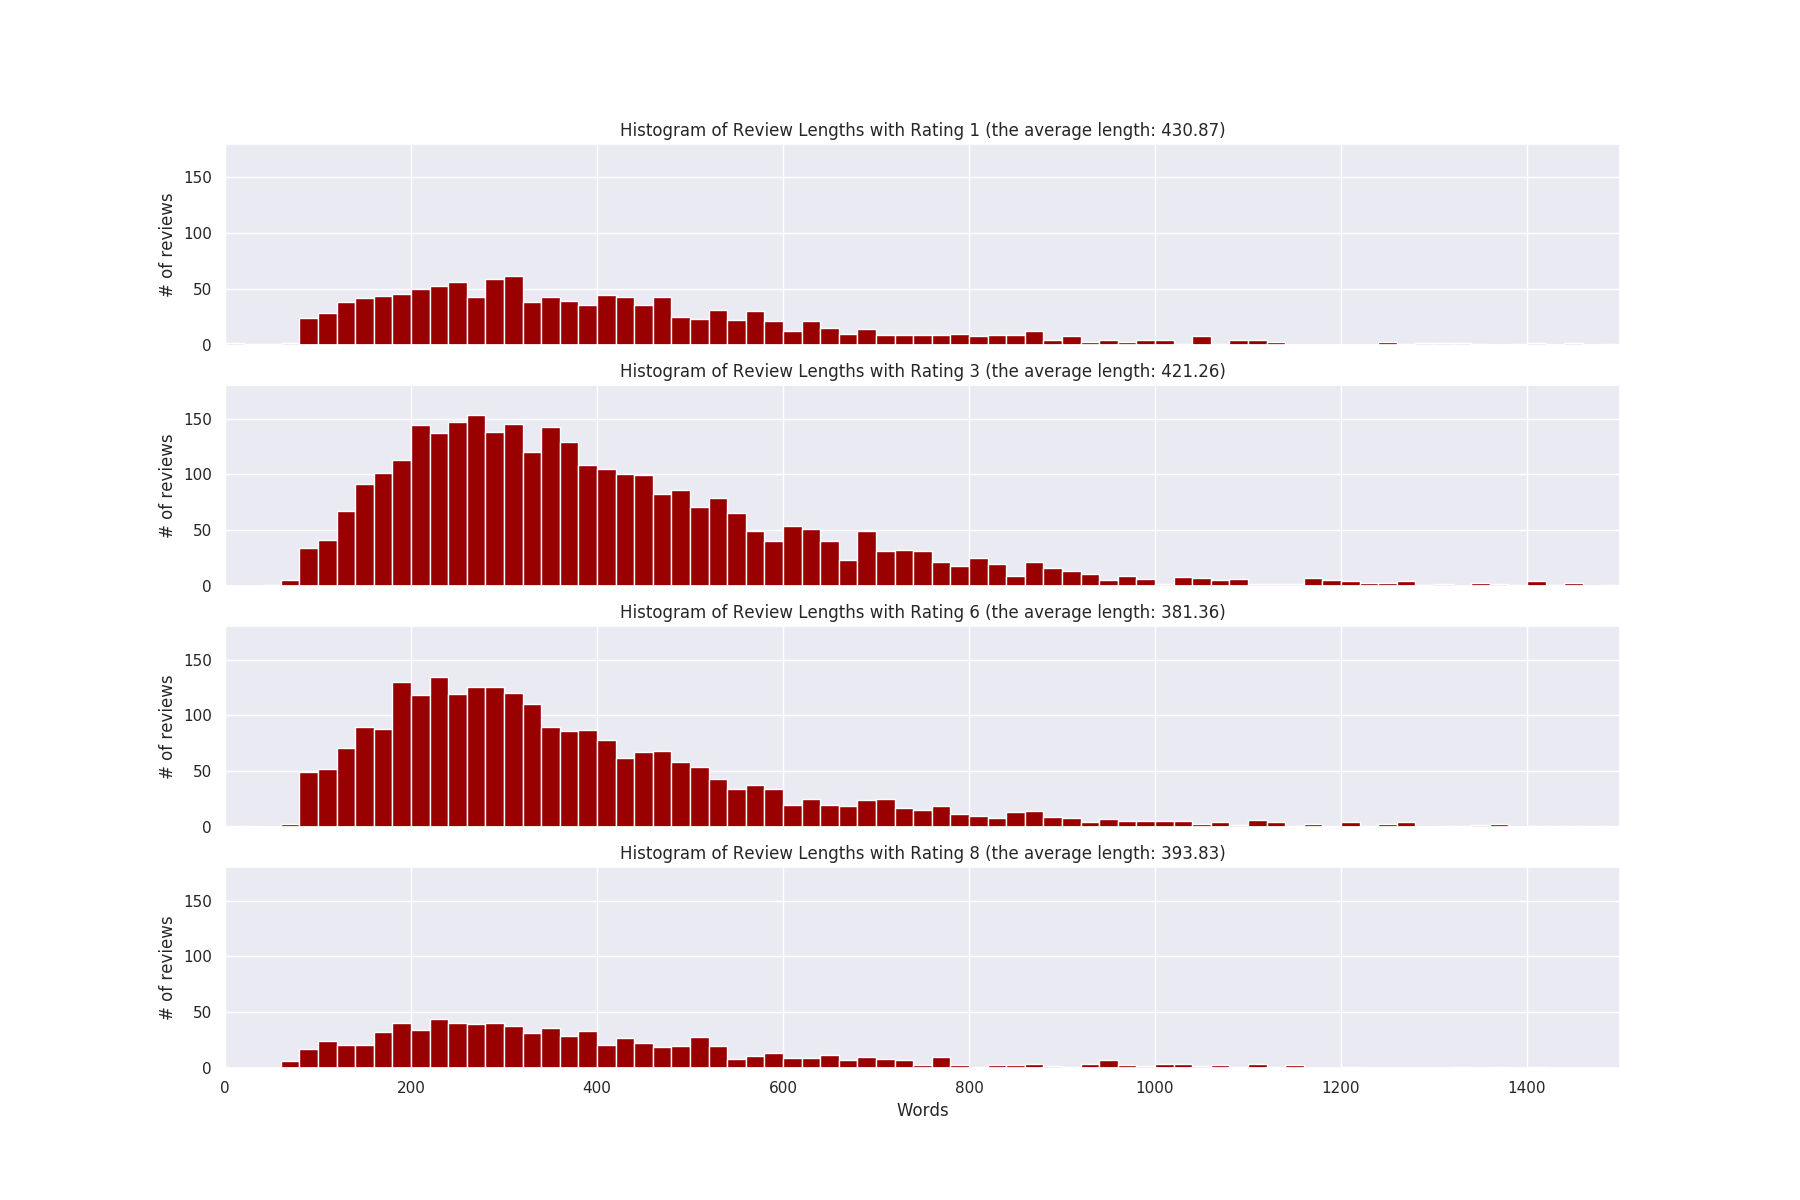 Histogram of Review Lengths with Rating 1 (the average length: 430.87)
150
100
50
0
# of reviews
Histogram of Review Lengths with Rating 3 (the average length: 421.26)
150
100
50
0
# of reviews
Histogram of Review Lengths with Rating 6 (the average length: 381.36)
150
100
50
0
# of reviews
Histogram of Review Lengths with Rating 8 (the average length: 393.83)
150
100
50
0
# of reviews
0 200 400 600 800 1000 1200 1400
Words